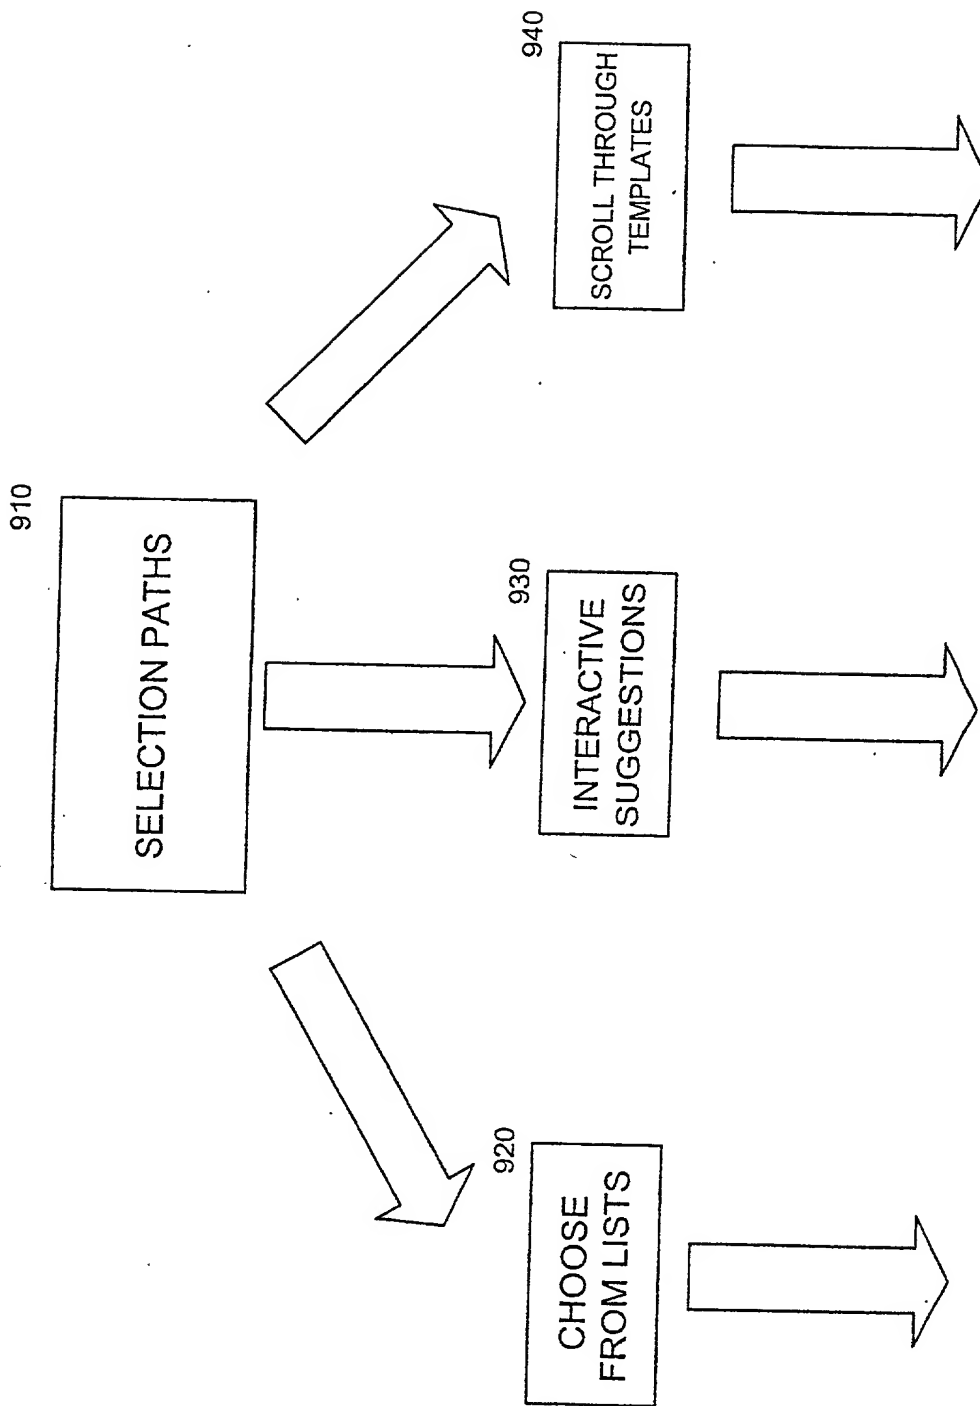 910
SELECTION PATHS
920
CHOOSE
FROM LISTS
930
INTERACTIVE
SUGGESTIONS
940
SCROLL THROUGH
TEMPLATES